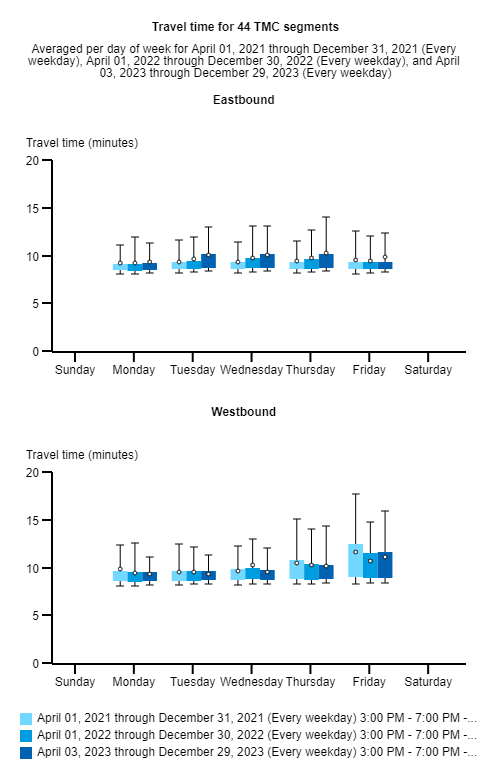 Travel time for 44 TMC segments
Averaged per day of week for April 01, 2021 through December 31, 2021 (Every
weekday), April 01, 2022 through December 30, 2022 (Every weekday), and April
03, 2023 through December 29, 2023 (Every weekday)
Eastbound
Travel time (minutes)
20
15
10
5
0
Sunday Monday Tuesday Wednesday Thursday Friday Saturday
Westbound
Travel time (minutes)
20
15
10
5
0
Sunday Monday Tuesday Wednesday Thursday Friday Saturday
April 01, 2021 through December 31, 2021 (Every weekday) 3:00 PM - 7:00 PM -...
April 01, 2022 through December 30, 2022 (Every weekday) 3:00 PM - 7:00 PM -...
April 03, 2023 through December 29, 2023 (Every weekday) 3:00 PM - 7:00 PM -...